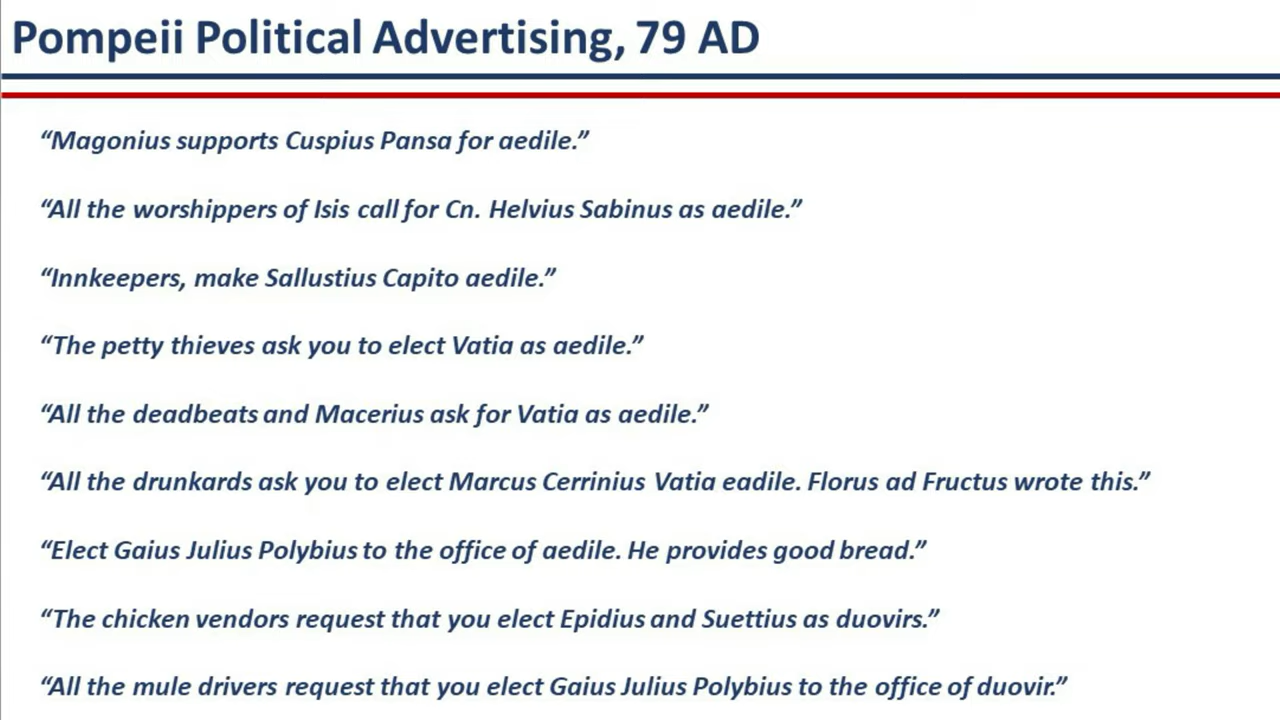 Pompeii Political Advertising, 79 AD
“Magonius supports Cuspius Pansa for aedile.”
“All the worshippers of Isis call for Cn. Helvius Sabinus as aedile.”
“Innkeepers, make Sallustius Capito aedile.”
“The petty thieves ask you to elect Vatia as aedile.”
“All the deadbeats and Macerius ask for Vatia as aedile.”
“All the drunkards ask you to elect Marcus Cerrinius Vatia eadile. Florus ad Fructus wrote this.”
“Elect Gaius Julius Polybius to the office of aedile. He provides good bread.”
“The chicken vendors request that you elect Epidius and Suettius as duovirs.”
“All the mule drivers request that you elect Gaius Julius Polybius to the office of duovir.”